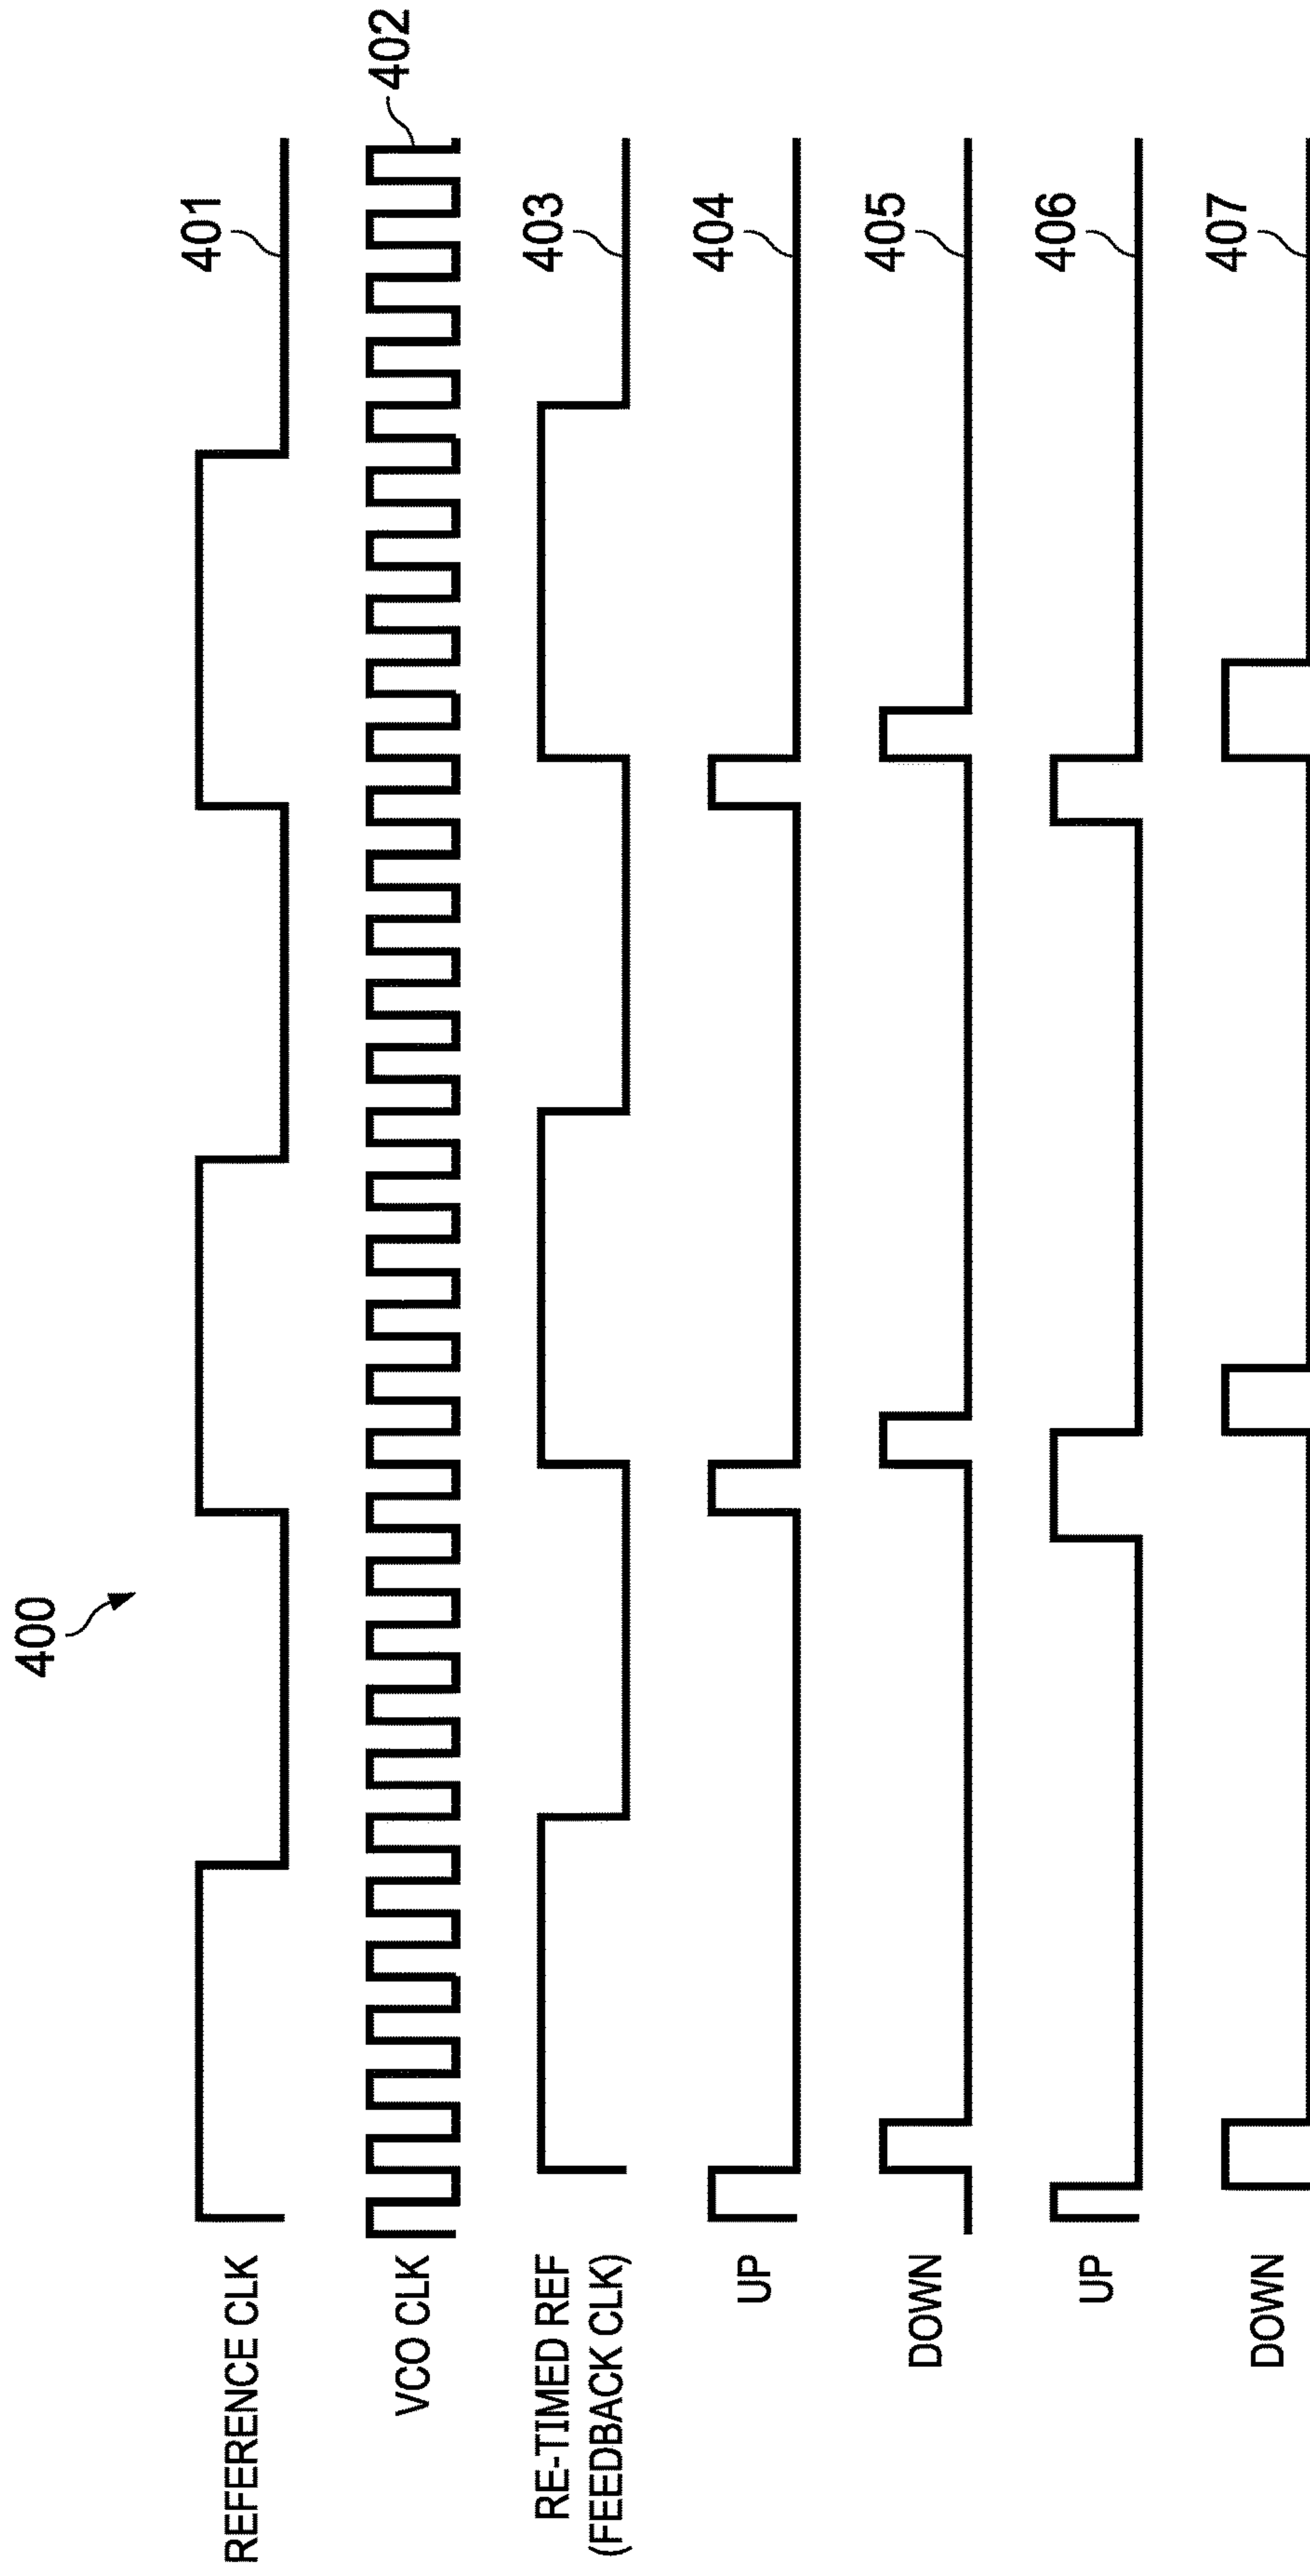 400
REFERENCE CLK
401
VCO CLK
402
RE-TIMED REF
(FEEDBACK CLK)
403
UP
404
DOWN
405
UP
406
DOWN
407